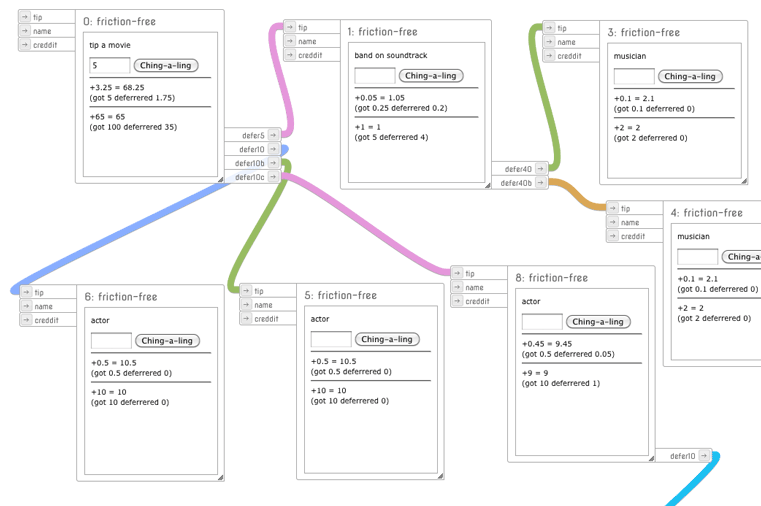 tip
name
creddit
0: friction-free
tip a movie
5 Ching-a-ling
+3.25 = 68.25
(got 5 deferrered 1.75)
+65 = 65
(got 100 deferrered 35)
defer5
defer10
defer10b
defer10c
tip
name
creddit
1: friction-free
band on soundtrack
Ching-a-ling
+0.05 = 1.05
(got 0.25 deferrered 0.2)
+1 = 1
(got 5 deferrered 4)
defer40
defer40b
tip
name
creddit
3: friction-free
musician
Ching-a-ling
+0.1 = 2.1
(got 0.1 deferrered 0)
+2 = 2
(got 2 deferrered 0)
tip
name
creddit
4: friction-free
musician
Ching-a
+0.1 = 2.1
(got 0.1 deferrered 0)
+2 = 2
(got 2 deferrered 0)
tip
name
creddit
6: friction-free
actor
Ching-a-ling
+0.5 = 10.5
(got 0.5 deferrered 0)
+10 = 10
(got 10 deferrered 0)
tip
name
creddit
5: friction-free
actor
Ching-a-ling
+0.5 = 10.5
(got 0.5 deferrered 0)
+10 = 10
(got 10 deferrered 0)
tip
name
creddit
8: friction-free
actor
Ching-a-ling
+0.45 = 9.45
(got 0.5 deferrered 0.05)
+9 = 9
(got 10 deferrered 1)
defer10